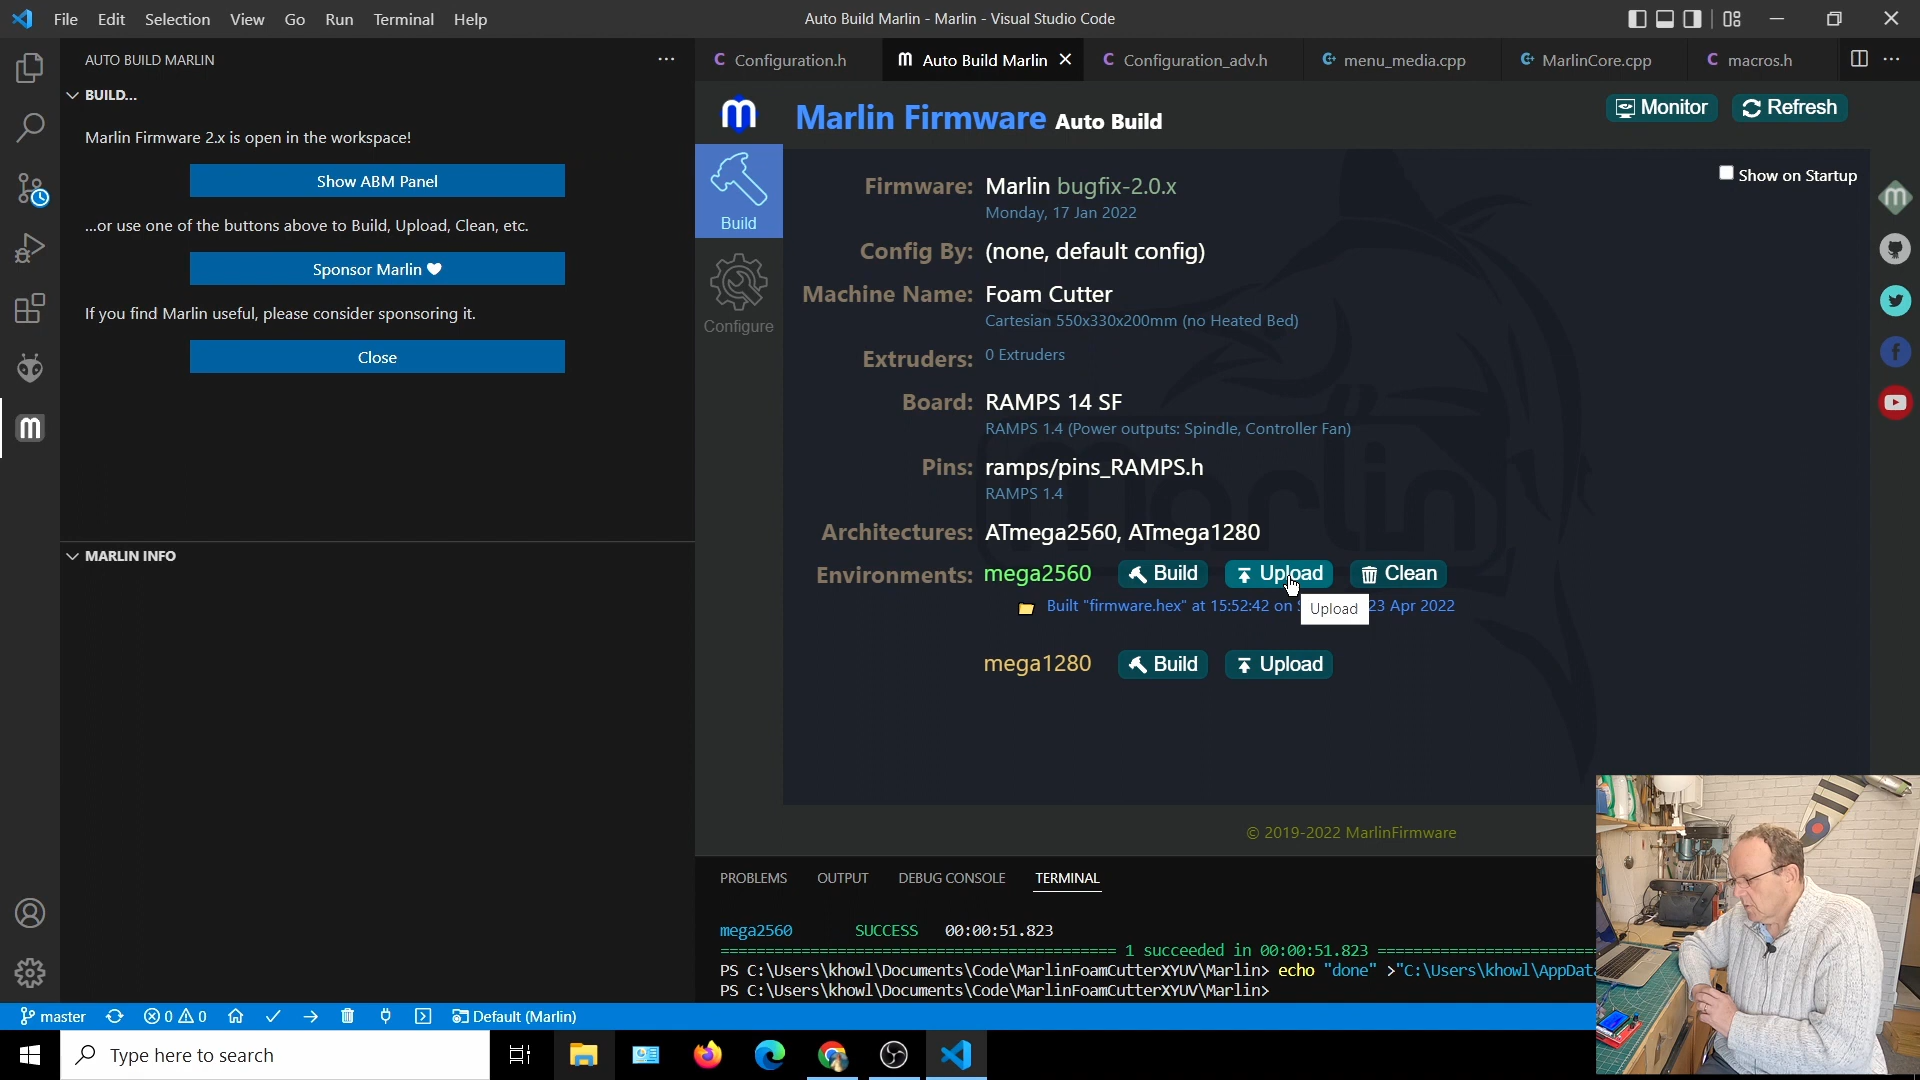 File Edit Selection View Go Run Terminal Help
Auto Build Marlin - Marlin - Visual Studio Code
AUTO BUILD MARLIN
BUILD...
Marlin Firmware 2.x is open in the workspace!
Show ABM Panel
...or use one of the buttons above to Build, Upload, Clean, etc.
Sponsor Marlin
If you find Marlin useful, please consider sponsoring it.
Close
MARLIN INFO
Configuration.h
Auto Build Marlin
Configuration_adv.h
menu_media.cpp
MarlinCore.cpp
macros.h
Marlin Firmware Auto Build
Monitor
Refresh
Build
Configure
Show on Startup
Firmware: Marlin bugfix-2.0.x
Monday, 17 Jan 2022
Config By: (none, default config)
Machine Name: Foam Cutter
Cartesian 550x330x200mm (no Heated Bed)
Extruders: 0 Extruders
Board: RAMPS 14 SF
RAMPS 1.4 (Power outputs: Spindle, Controller Fan)
Pins: ramps/pins_RAMPS.h
RAMPS 1.4
Architectures: ATmega2560, ATmega1280
Environments: mega2560 Build Upload Clean
Built "firmware.hex" at 15:52:42 on 23 Apr 2022
Upload
mega1280 Build Upload
marlin
© 2019-2022 MarlinFirmware
PROBLEMS OUTPUT DEBUG CONSOLE TERMINAL
mega2560 SUCCESS 00:00:51.823
============================================ 1 succeeded in 00:00:51.823 ========================
PS C:\Users\khowl\Documents\Code\MarlinFoamCutterXYUV\Marlin> echo "done" >"C:\Users\khowl\AppData
PS C:\Users\khowl\Documents\Code\MarlinFoamCutterXYUV\Marlin>
master 0 0 Default (Marlin)
Type here to search